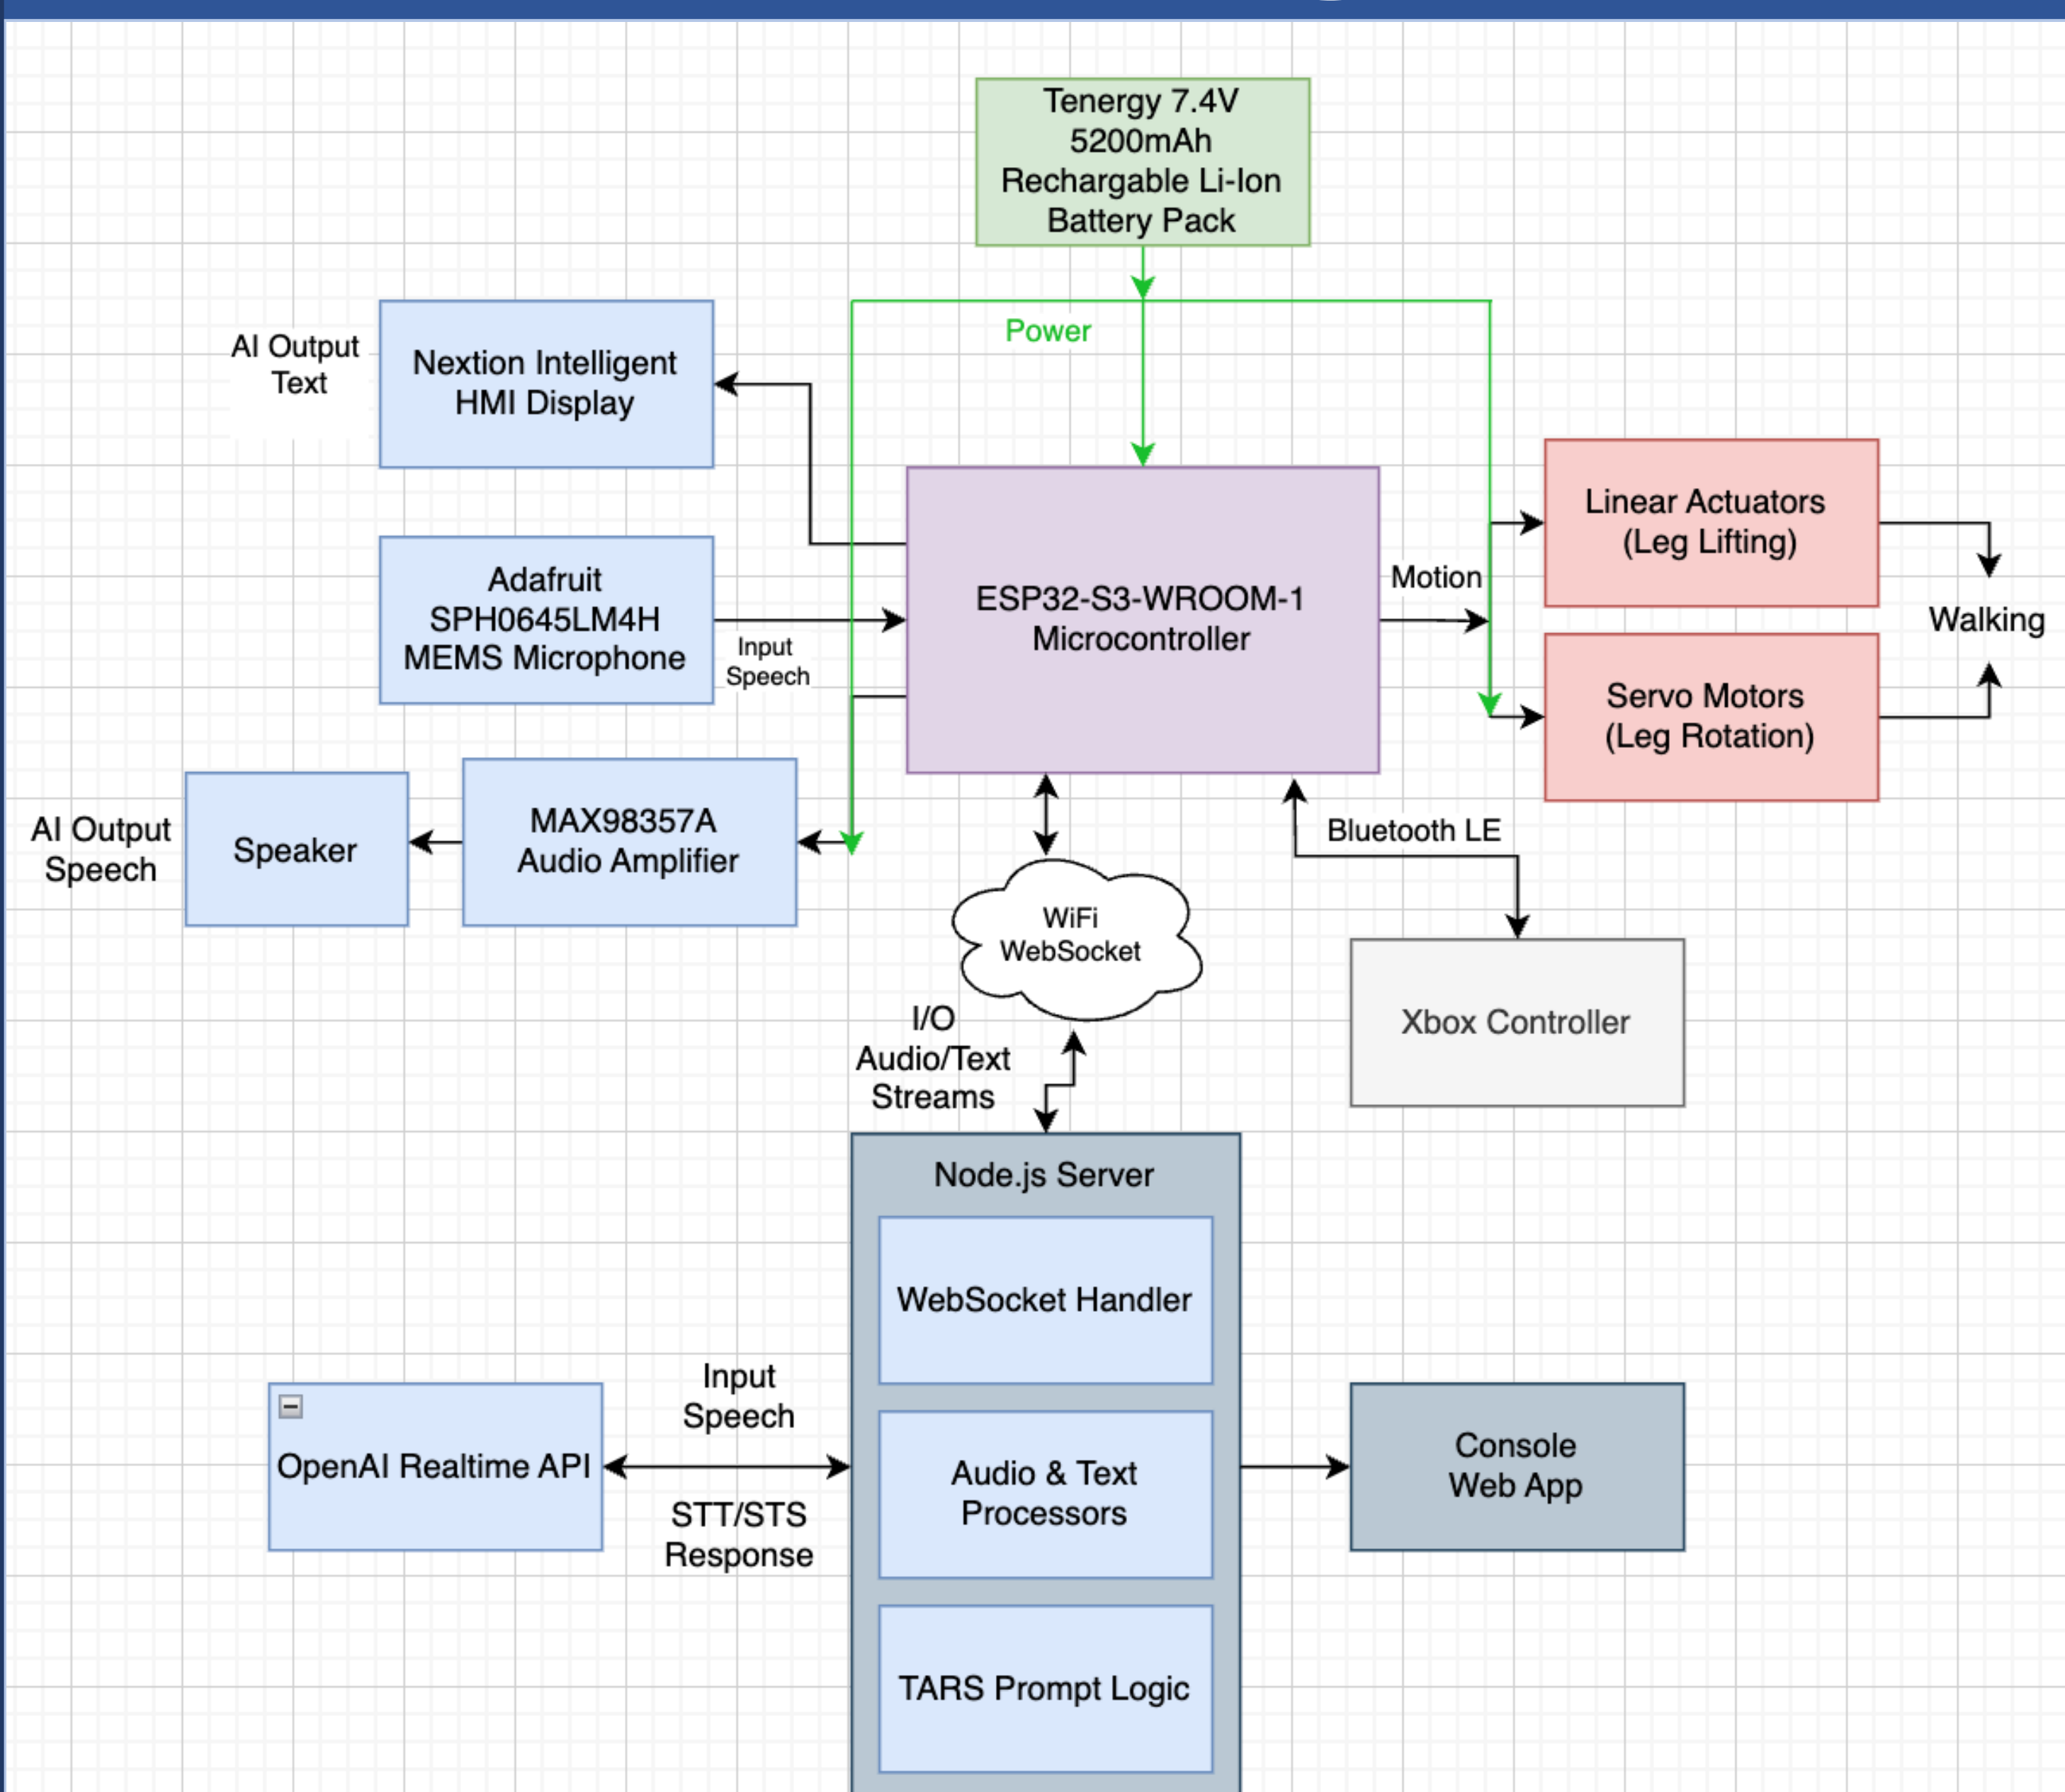 Tenergy 7.4V
5200mAh
Rechargable Li-Ion
Battery Pack
Power
AI Output
Text
Nextion Intelligent
HMI Display
Linear Actuators
(Leg Lifting)
Adafruit
SPH0645LM4H
MEMS Microphone
Input
Speech
ESP32-S3-WROOM-1
Microcontroller
Motion
Walking
Servo Motors
(Leg Rotation)
AI Output
Speech
Speaker
MAX98357A
Audio Amplifier
Bluetooth LE
WiFi
WebSocket
Xbox Controller
I/O
Audio/Text
Streams
Node.js Server
WebSocket Handler
OpenAI Realtime API
Input
Speech
STT/STS
Response
Audio & Text
Processors
Console
Web App
TARS Prompt Logic